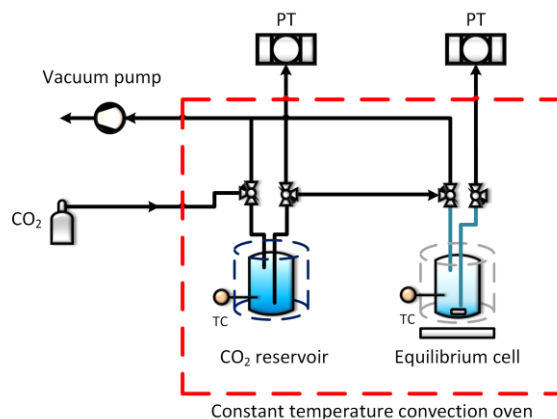 PT
PT
Vacuum pump
CO₂
TC
TC
CO₂ reservoir
Equilibrium cell
Constant temperature convection oven